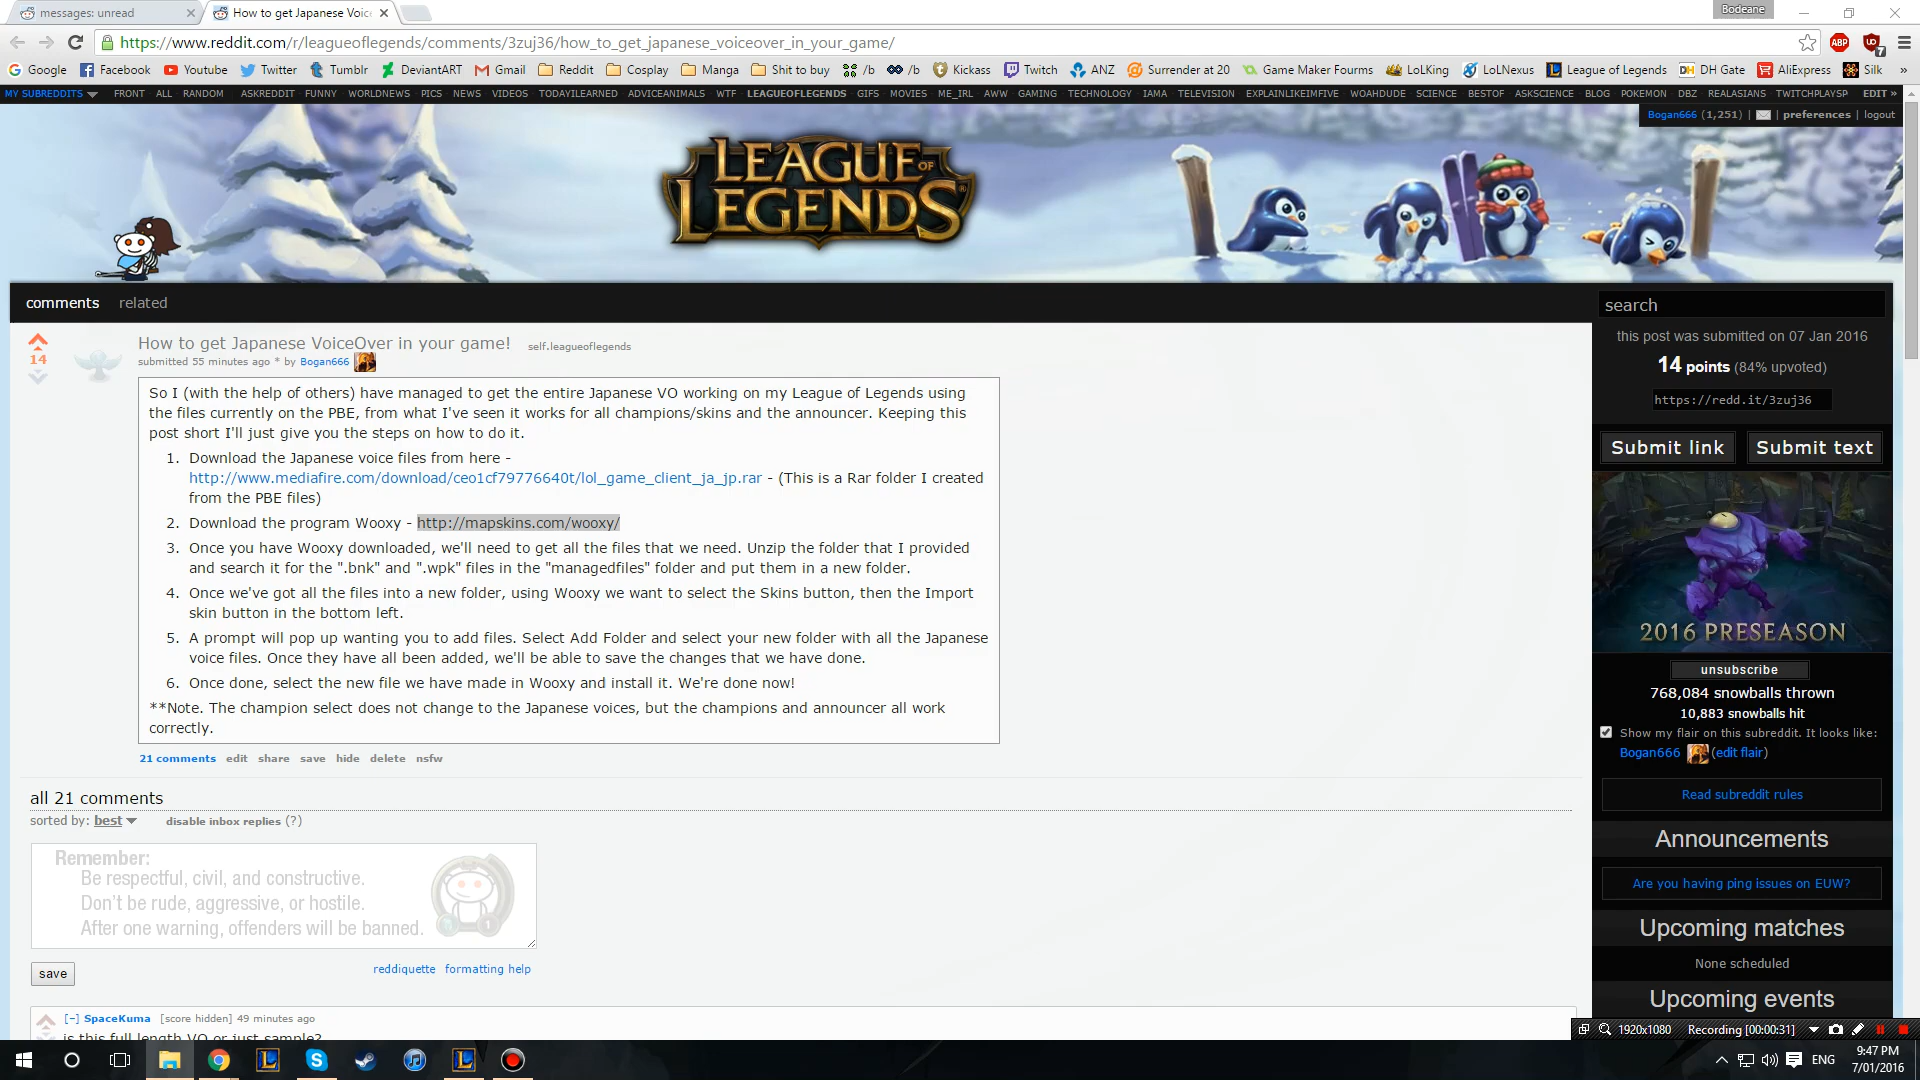 messages: unread
How to get Japanese Voice
Bodeane
https://www.reddit.com/r/leagueoflegends/comments/3zuj36/how_to_get_japanese_voiceover_in_your_game/
ABP
UO
7
Google Facebook Youtube Twitter Tumblr DeviantART Gmail Reddit Cosplay Manga Shit to buy /b /b Kickass Twitch ANZ Surrender at 20 Game Maker Fourms LoLKing LoLNexus League of Legends DH Gate AliExpress Silk »
MY SUBREDDITS FRONT ALL RANDOM ASKREDDIT FUNNY WORLDNEWS PICS NEWS VIDEOS TODAYILEARNED ADVICEANIMALS WTF LEAGUEOFLEGENDS GIFS MOVIES ME_IRL AWW GAMING TECHNOLOGY IAMA TELEVISION EXPLAINLIKEIMFIVE WOAHDUDE SCIENCE BESTOF ASKSCIENCE BLOG POKEMON DBZ REALASIANS TWITCHPLAYSP EDIT »
Bogan666 (1,251) | | preferences | logout
LEAGUE OF
LEGENDS
comments related
search
How to get Japanese VoiceOver in your game! self.leagueoflegends
submitted 55 minutes ago * by Bogan666
14
So I (with the help of others) have managed to get the entire Japanese VO working on my League of Legends using
the files currently on the PBE, from what I've seen it works for all champions/skins and the announcer. Keeping this
post short I'll just give you the steps on how to do it.
1. Download the Japanese voice files from here -
http://www.mediafire.com/download/ceo1cf79776640t/lol_game_client_ja_jp.rar - (This is a Rar folder I created
from the PBE files)
2. Download the program Wooxy - http://mapskins.com/wooxy/
3. Once you have Wooxy downloaded, we'll need to get all the files that we need. Unzip the folder that I provided
and search it for the ".bnk" and ".wpk" files in the "managedfiles" folder and put them in a new folder.
4. Once we've got all the files into a new folder, using Wooxy we want to select the Skins button, then the Import
skin button in the bottom left.
5. A prompt will pop up wanting you to add files. Select Add Folder and select your new folder with all the Japanese
voice files. Once they have all been added, we'll be able to save the changes that we have done.
6. Once done, select the new file we have made in Wooxy and install it. We're done now!
**Note. The champion select does not change to the Japanese voices, but the champions and announcer all work
correctly.
21 comments edit share save hide delete nsfw
all 21 comments
sorted by: best disable inbox replies (?)
Remember:
Be respectful, civil, and constructive.
Don't be rude, aggressive, or hostile.
After one warning, offenders will be banned.
save
reddiquette formatting help
[–] SpaceKuma [score hidden] 49 minutes ago
is this full length VO or just sample?
this post was submitted on 07 Jan 2016
14 points (84% upvoted)
https://redd.it/3zuj36
Submit link Submit text
2016 PRESEASON
unsubscribe
768,084 snowballs thrown
10,883 snowballs hit
Show my flair on this subreddit. It looks like:
Bogan666 (edit flair)
Read subreddit rules
Announcements
Are you having ping issues on EUW?
Upcoming matches
None scheduled
Upcoming events
1920x1080 Recording [00:00:31]
ENG
9:47 PM
7/01/2016